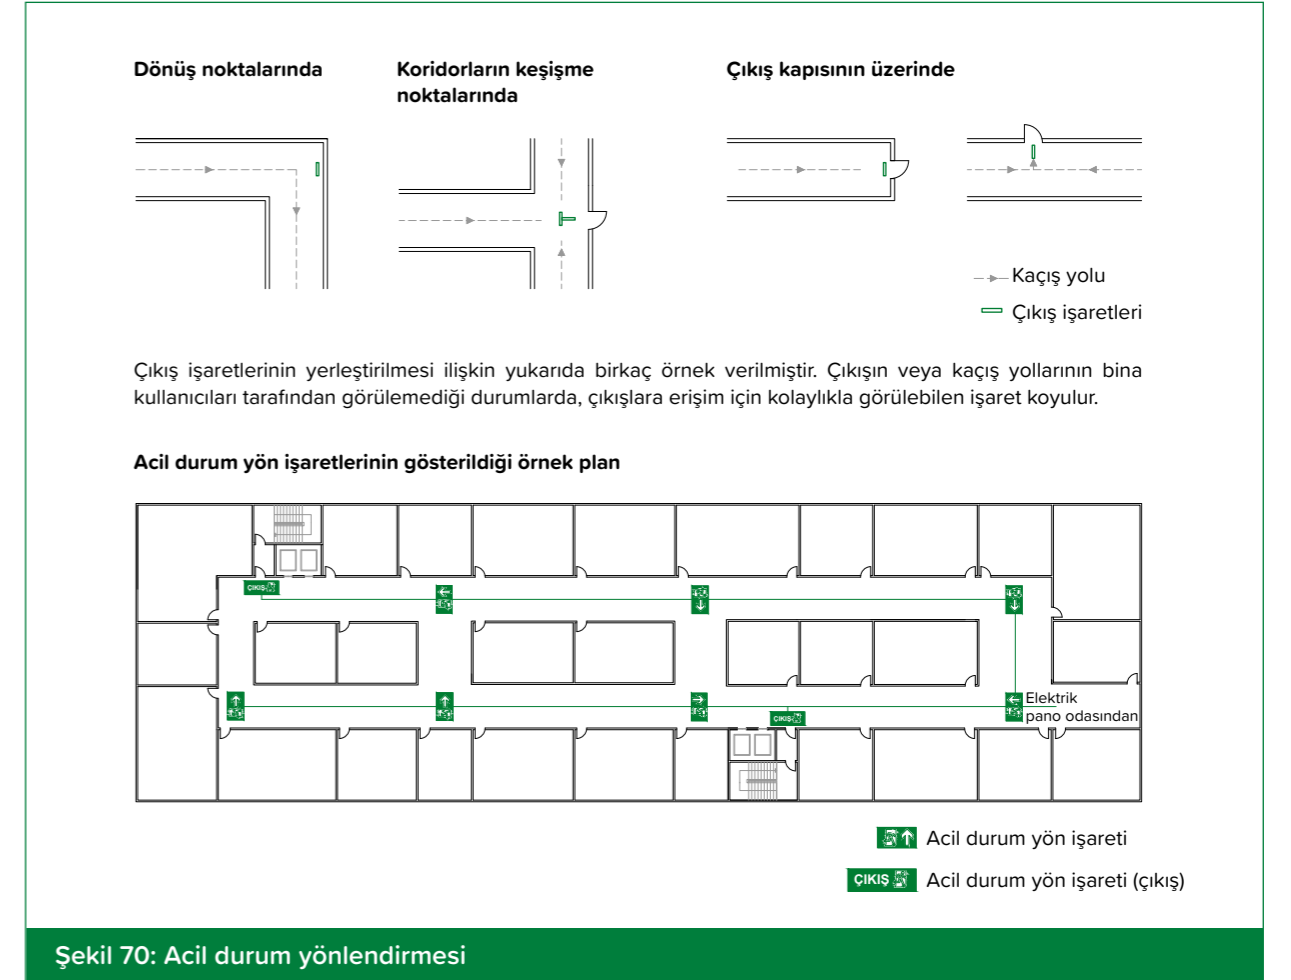 Dönüş noktalarında
Koridorların keşişme
noktalarında
Çıkış kapısının üzerinde
Kaçış yolu
Çıkış işaretleri
Çıkış işaretlerinin yerleştirilmesi ilişkin yukarıda birkaç örnek verilmiştir. Çıkışın veya kaçış yollarının bina
kullanıcıları tarafından görülemediği durumlarda, çıkışlara erişim için kolaylıkla görülebilen işaret koyulur.
Acil durum yön işaretlerinin gösterildiği örnek plan
ÇIKIŞ
ÇIKIŞ
Elektrik
pano odasından
Acil durum yön işareti
ÇIKIŞ
Acil durum yön işareti (çıkış)
Şekil 70: Acil durum yönlendirmesi